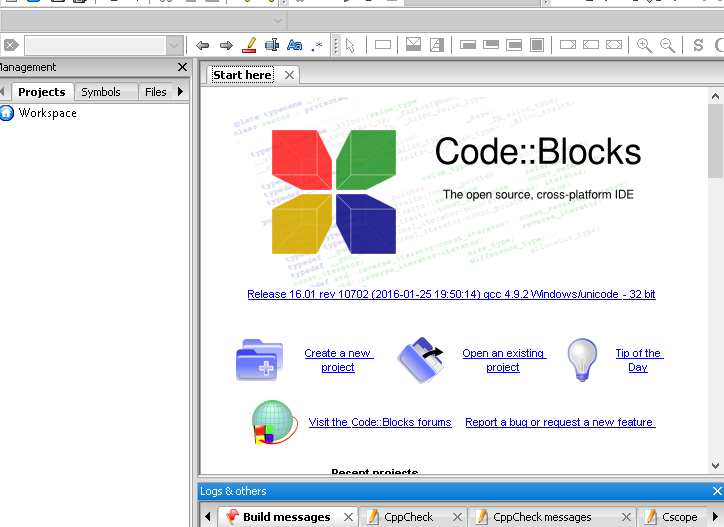 Management
Projects Symbols Files
Workspace
Start here
Code::Blocks
The open source, cross-platform IDE
Release 16.01 rev 10702 (2016-01-25 19:50:14) gcc 4.9.2 Windows/unicode - 32 bit
Create a new project
Open an existing project
Tip of the Day
Visit the Code::Blocks forums
Report a bug or request a new feature
Recent projects
Logs & others
Build messages CppCheck CppCheck messages Cscope